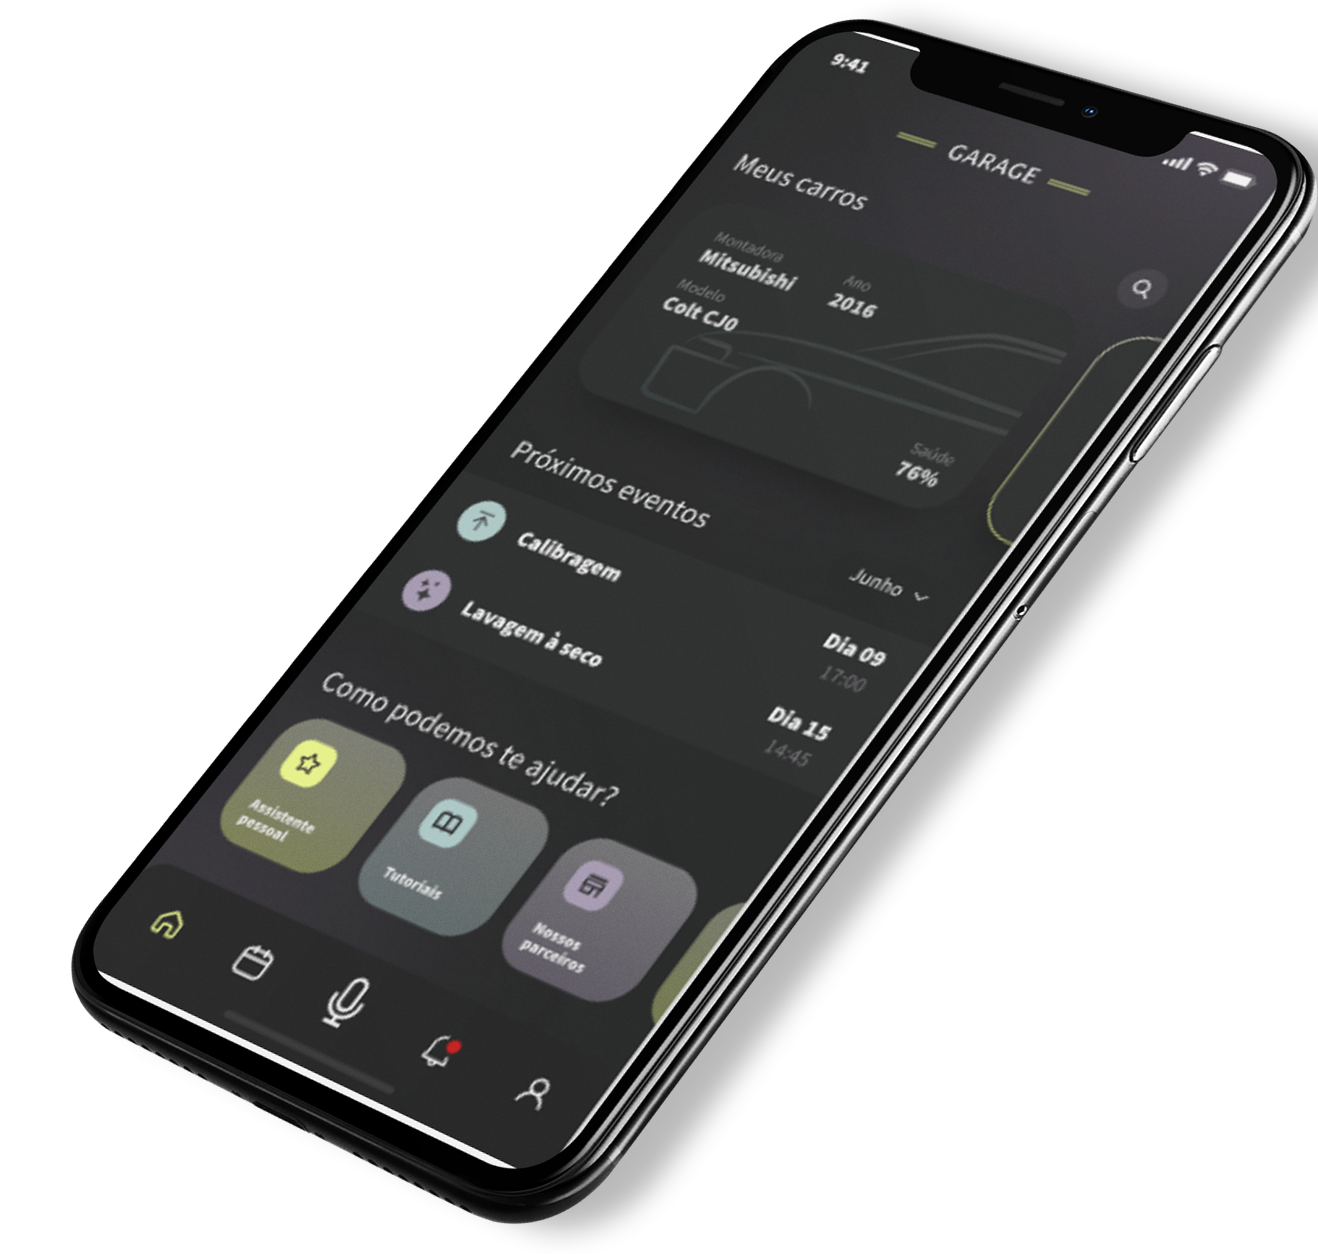 9:41
GARAGE
Meus carros
Montadora
Mitsubishi
Ano
2016
Modelo
Colt CJ0
Saúde
76%
Próximos eventos
Junho
Calibragem
Dia 09
17:00
Lavagem à seco
Dia 15
14:45
Como podemos te ajudar?
Assistente
pessoal
Tutoriais
Nossos
parceiros